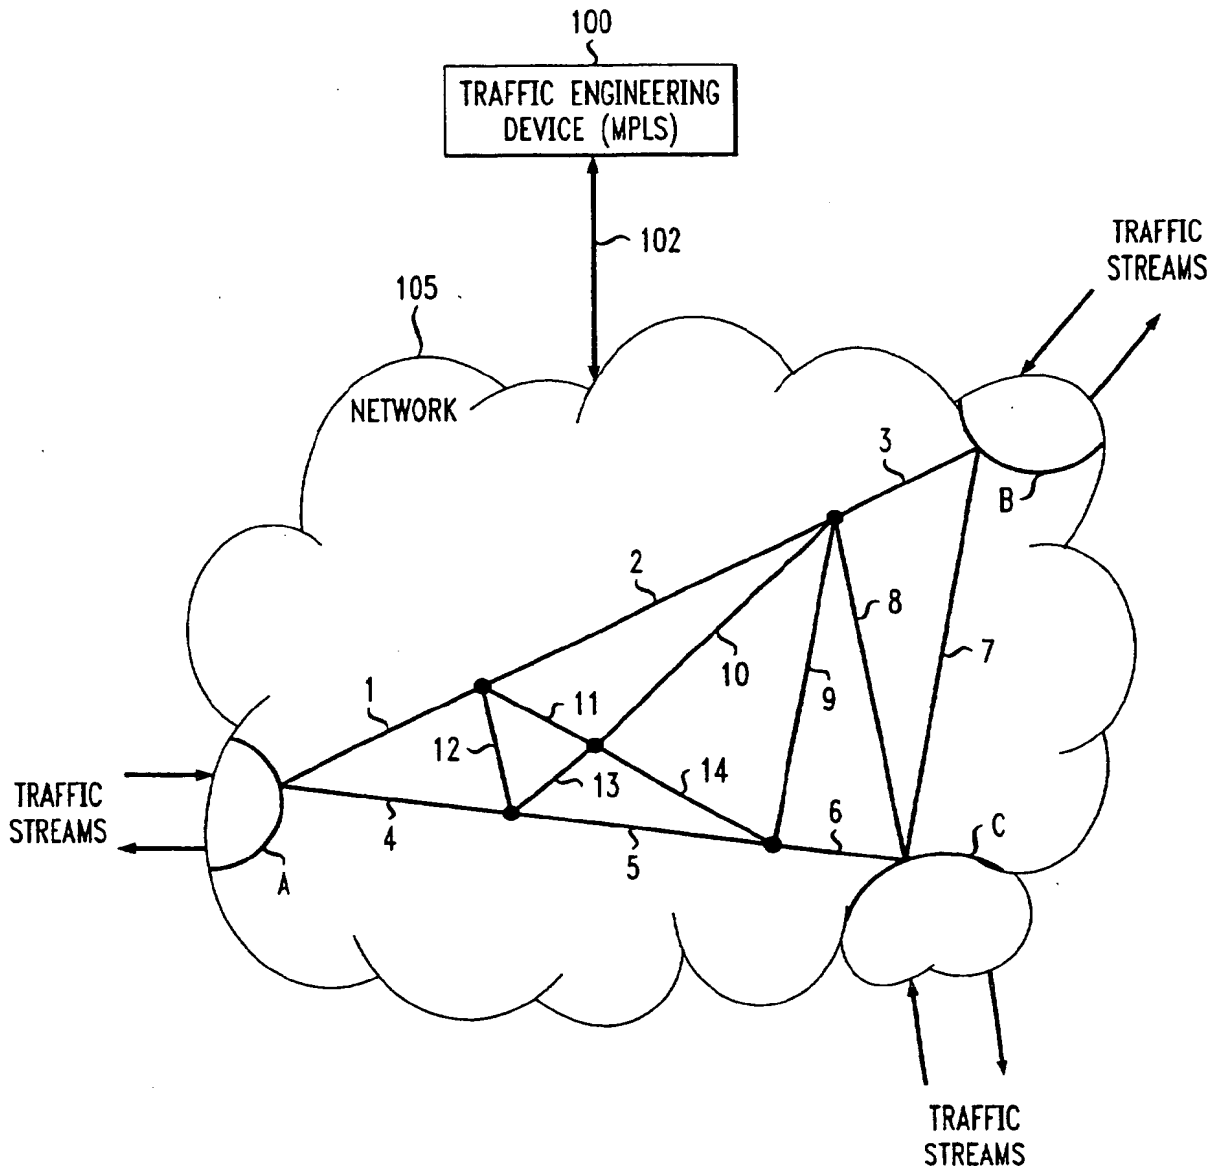 100
TRAFFIC ENGINEERING
DEVICE (MPLS)
102
TRAFFIC
STREAMS
105
NETWORK
3
B
2
8
10
7
9
1
11
12
13
14
TRAFFIC
STREAMS
4
5
6
C
A
TRAFFIC
STREAMS